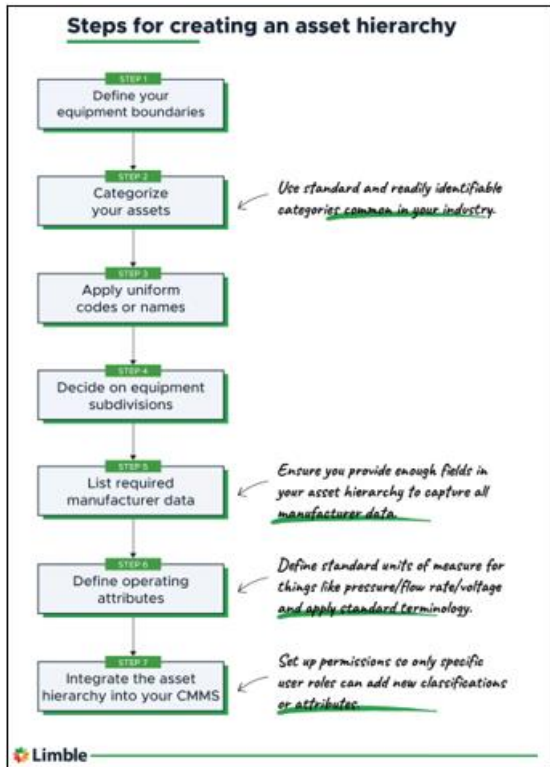 Steps for creating an asset hierarchy
STEP 1
Define your
equipment boundaries
STEP 2
Categorize
your assets
Use standard and readily identifiable
categories common in your industry.
STEP 3
Apply uniform
codes or names
STEP 4
Decide on equipment
subdivisions
STEP 5
List required
manufacturer data
Ensure you provide enough fields in
your asset hierarchy to capture all
manufacturer data.
STEP 6
Define operating
attributes
Define standard units of measure for
things like pressure/flow rate/voltage
and apply standard terminology.
STEP 7
Integrate the asset
hierarchy into your CMMS
Set up permissions so only specific
user roles can add new classifications
or attributes.
Limble